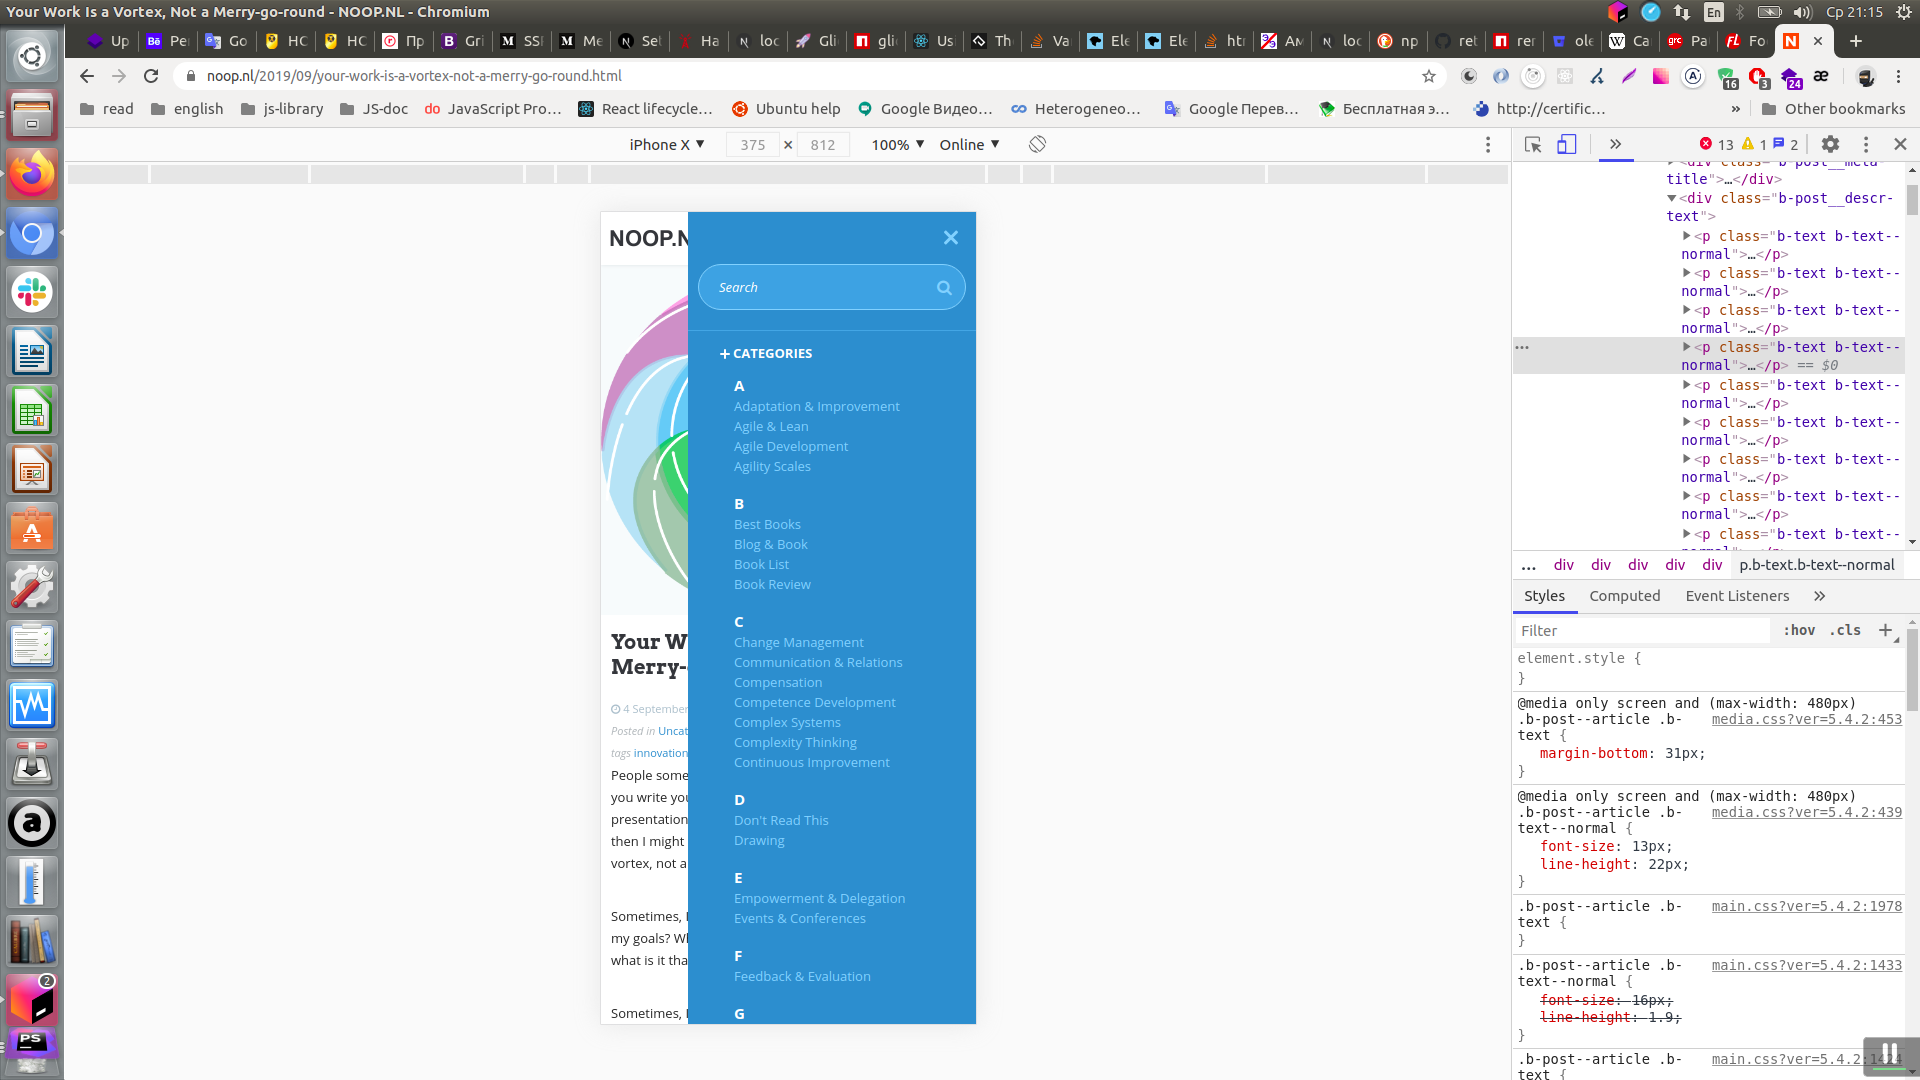 Your Work Is a Vortex, Not a Merry-go-round - NOOP.NL - Chromium
En
Ср 21:15
Up
Pe
Go
HC
HC
Пр
Gri
SSI
Me
Set
Ha
loc
Gli
gli
Us
Th
Va
Ele
Ele
htr
Ам
loc
np
ret
rer
ole
Ca
Pa
Fo
noop.nl/2019/09/your-work-is-a-vortex-not-a-merry-go-round.html
16
3
24
read
english
js-library
JS-doc
JavaScript Pro…
React lifecycle…
Ubuntu help
Google Видео…
Heterogeneo…
Google Перев…
Бесплатная э…
http://certific…
»
Other bookmarks
iPhone X ▼
375 × 812
100% ▼
Online ▼
» 13 1 2
NOOP.N
Search
CATEGORIES
A
Adaptation & Improvement
Agile & Lean
Agile Development
Agility Scales
B
Best Books
Blog & Book
Book List
Book Review
C
Change Management
Communication & Relations
Compensation
Competence Development
Complex Systems
Complexity Thinking
Continuous Improvement
D
Don't Read This
Drawing
E
Empowerment & Delegation
Events & Conferences
F
Feedback & Evaluation
G
Your W
Merry-
4 September
Posted in Uncat
tags innovation
People some
you write you
presentation
then I might
vortex, not a
Sometimes, I
my goals? Wh
what is it tha
Sometimes, I
<div class="b-post__meta-
title">…</div>
<div class="b-post__descr-
text">
<p class="b-text b-text--
normal">…</p>
<p class="b-text b-text--
normal">…</p>
<p class="b-text b-text--
normal">…</p>
<p class="b-text b-text--
normal">…</p> == $0
<p class="b-text b-text--
normal">…</p>
<p class="b-text b-text--
normal">…</p>
<p class="b-text b-text--
normal">…</p>
<p class="b-text b-text--
normal">…</p>
<p class="b-text b-text--
… div div div div div p.b-text.b-text--normal
Styles Computed Event Listeners »
Filter :hov .cls +
element.style {
}
@media only screen and (max-width: 480px)
.b-post--article .b- media.css?ver=5.4.2:453
text {
margin-bottom: 31px;
}
@media only screen and (max-width: 480px)
.b-post--article .b- media.css?ver=5.4.2:439
text--normal {
font-size: 13px;
line-height: 22px;
}
.b-post--article .b- main.css?ver=5.4.2:1978
text {
}
.b-post--article .b- main.css?ver=5.4.2:1433
text--normal {
font-size: 16px;
line-height: 1.9;
}
.b-post--article .b- main.css?ver=5.4.2:1424
text {
2
PS